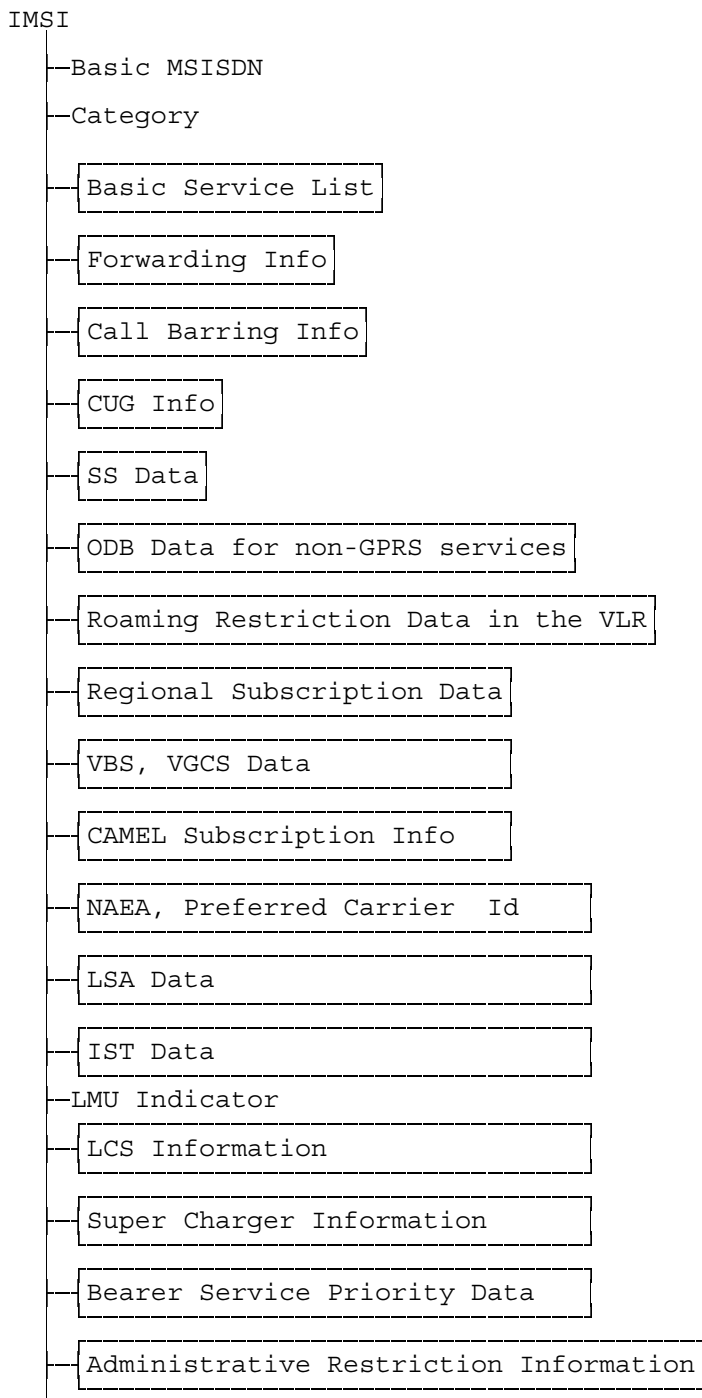 IMSI
Basic MSISDN
Category
Basic Service List
Forwarding Info
Call Barring Info
CUG Info
SS Data
ODB Data for non-GPRS services
Roaming Restriction Data in the VLR
Regional Subscription Data
VBS, VGCS Data
CAMEL Subscription Info
NAEA, Preferred Carrier  Id
LSA Data
IST Data
LMU Indicator
LCS Information
Super Charger Information
Bearer Service Priority Data
Administrative Restriction Information